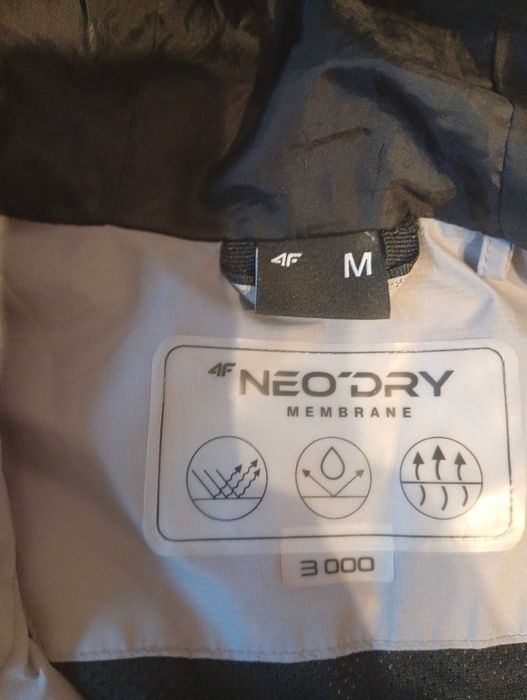 4F M
4F NEO'DRY
MEMBRANE
3 000